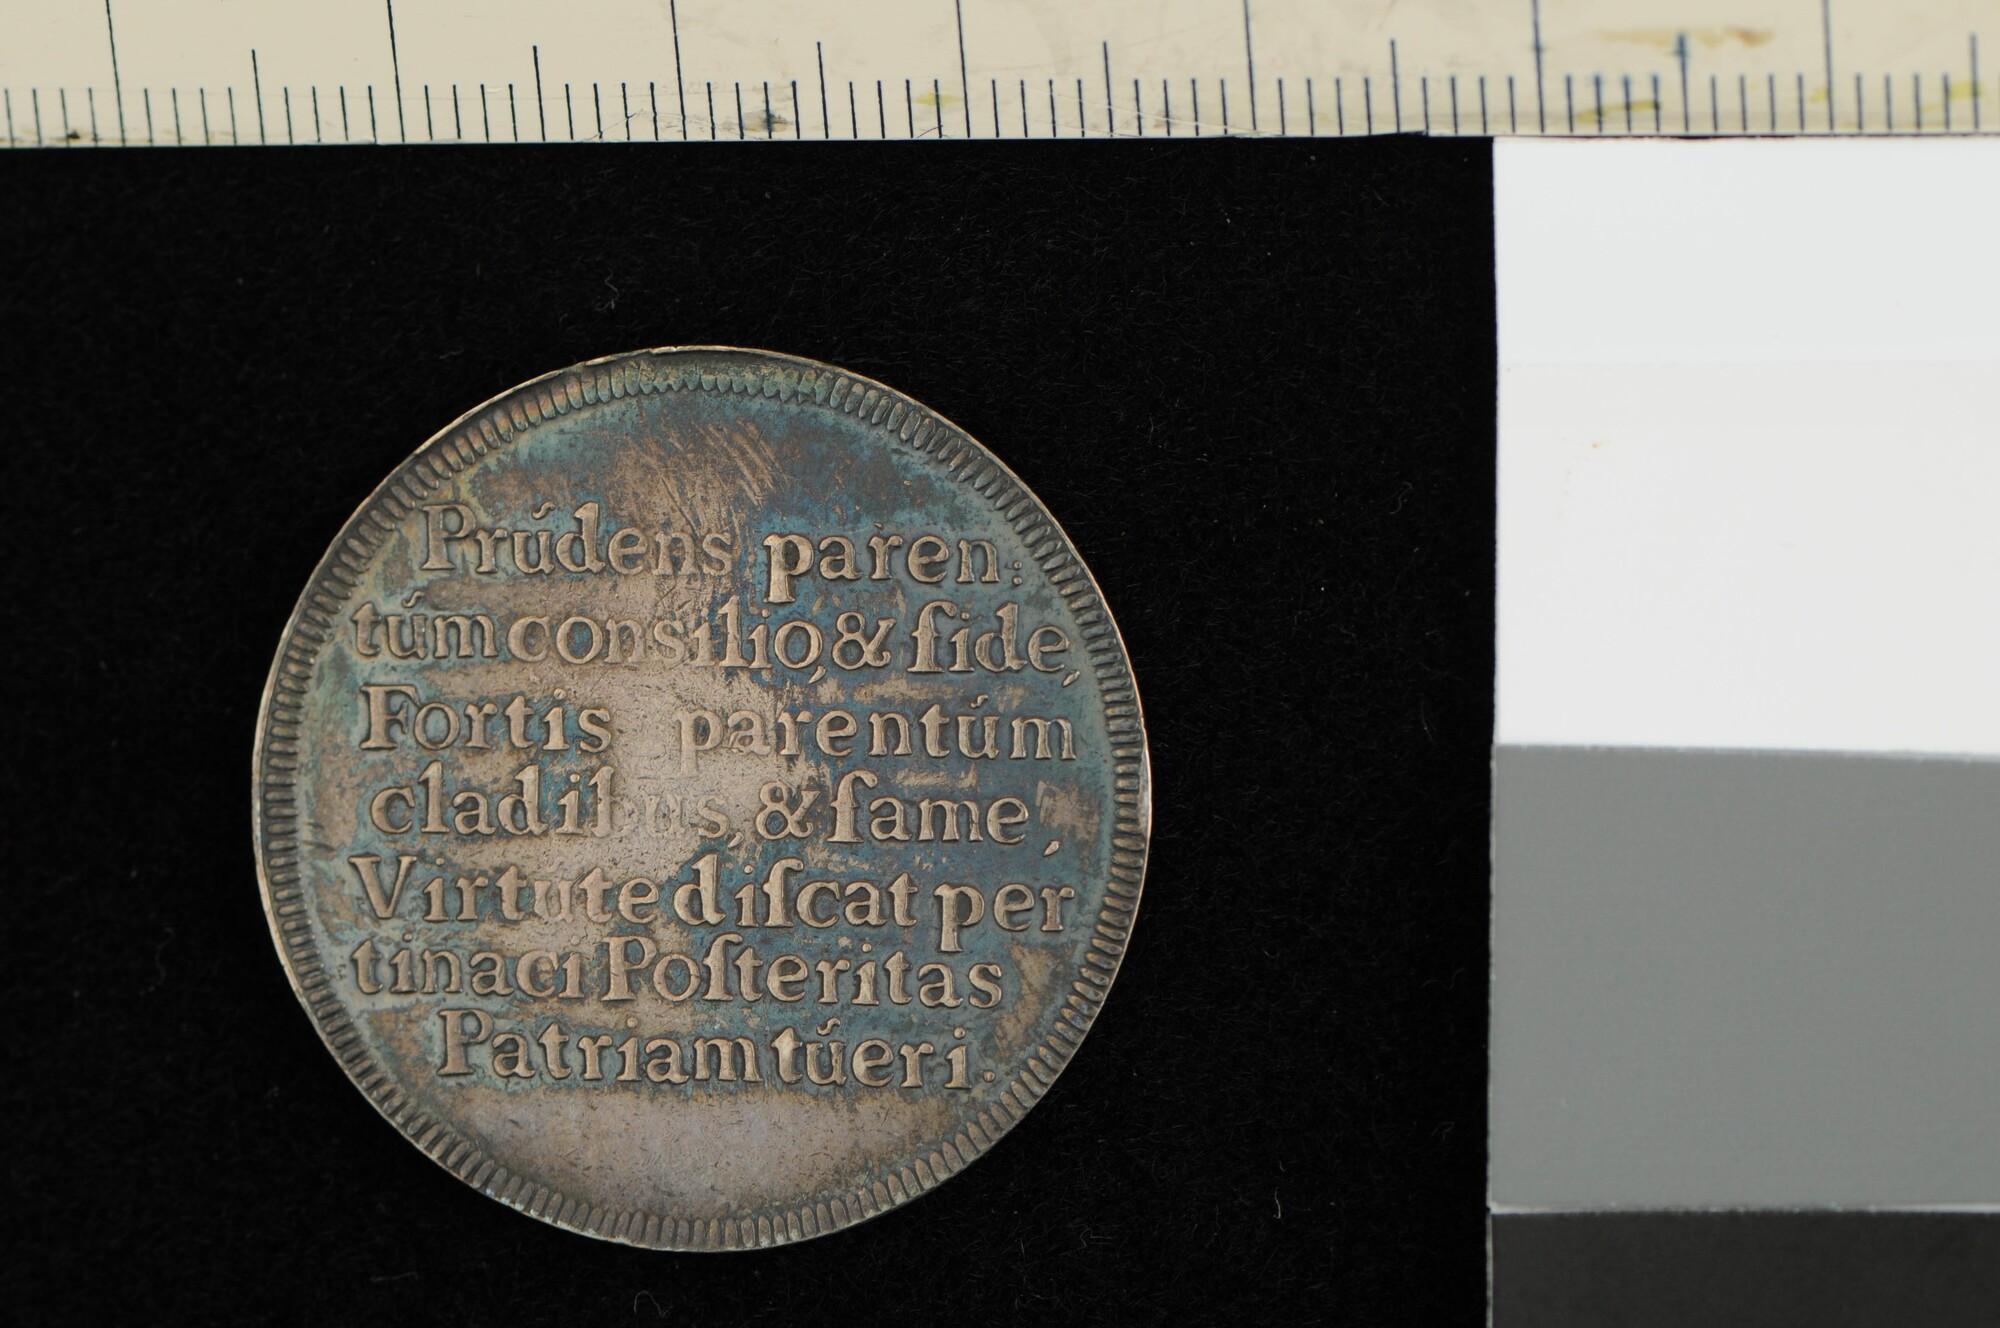 Prúdens paren:
túm consilio, & fide,
Fortis parentúm
cladibus, & fame,
Virtute diſcat per
tinaci Poſteritas
Patriam túeri.